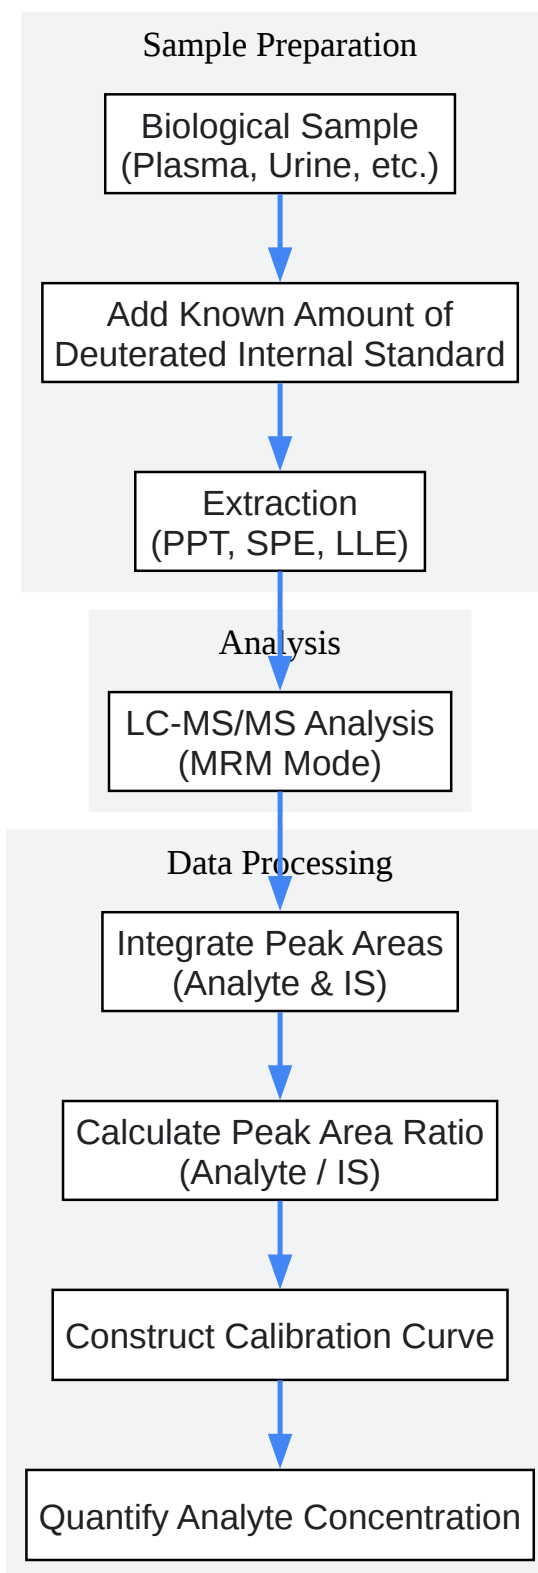 Sample Preparation
Biological Sample
(Plasma, Urine, etc.)
Add Known Amount of
Deuterated Internal Standard
Extraction
(PPT, SPE, LLE)
Analysis
LC-MS/MS Analysis
(MRM Mode)
Data Processing
Integrate Peak Areas
(Analyte & IS)
Calculate Peak Area Ratio
(Analyte / IS)
Construct Calibration Curve
Quantify Analyte Concentration